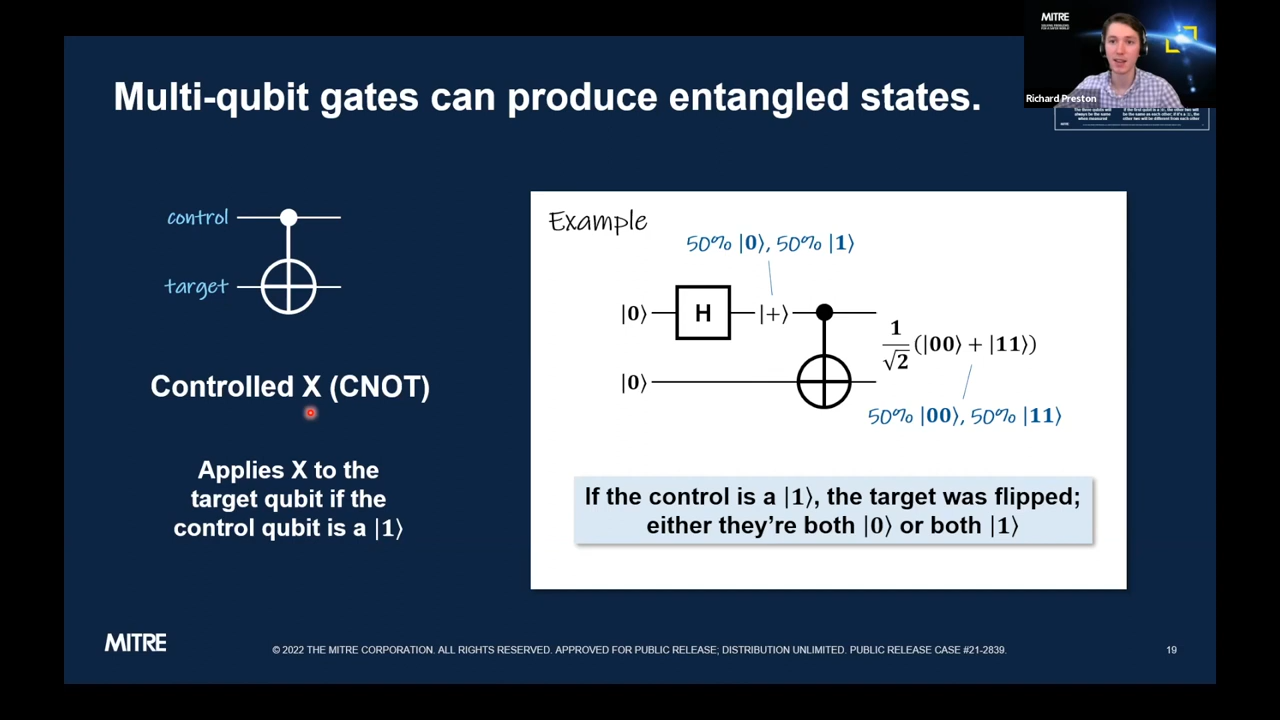 MITRE
Richard Preston
Multi-qubit gates can produce entangled states.
control
target
Controlled X (CNOT)
Applies X to the
target qubit if the
control qubit is a |1⟩
Example
50% |0⟩, 50% |1⟩
|0⟩ H |+⟩
|0⟩
1/√2 (|00⟩ + |11⟩)
50% |00⟩, 50% |11⟩
If the control is a |1⟩, the target was flipped;
either they're both |0⟩ or both |1⟩
MITRE
© 2022 THE MITRE CORPORATION. ALL RIGHTS RESERVED. APPROVED FOR PUBLIC RELEASE; DISTRIBUTION UNLIMITED. PUBLIC RELEASE CASE #21-2839.
19